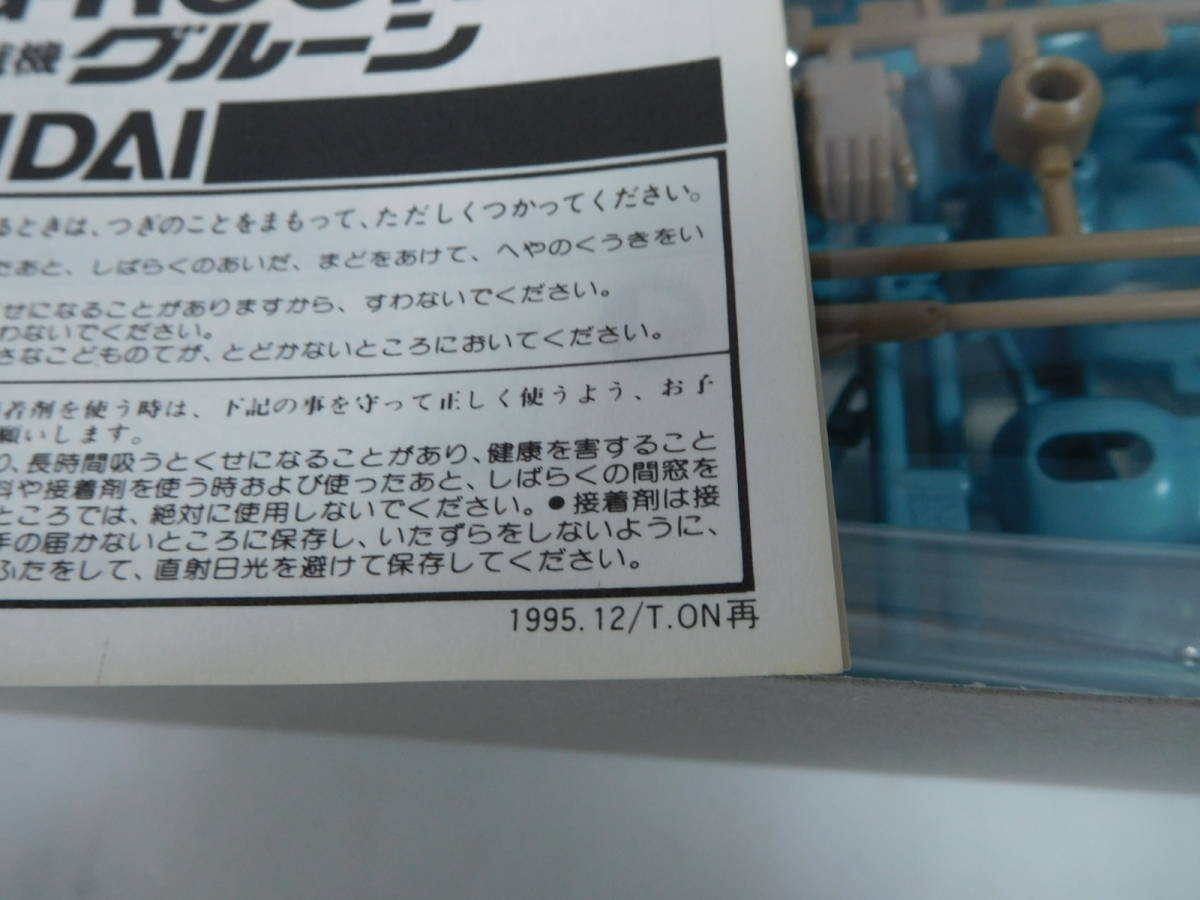 機グルーン
NDAI
るときは、つぎのことをまもって、ただしくつかってください。
たあと、しばらくのあいだ、まどをあけて、へやのくうきをい
せになることがありますから、すわないでください。
わないでください。
さなこどものてが、とどかないところにおいてください。
着剤を使う時は、下記の事を守って正しく使うよう、お子
願いします。
り、長時間吸うとくせになることがあり、健康を害すること
料や接着剤を使う時および使ったあと、しばらくの間窓を
ところでは、絶対に使用しないでください。●接着剤は接
手の届かないところに保存し、いたずらをしないように、
ふたをして、直射日光を避けて保存してください。
1995.12/T.ON再